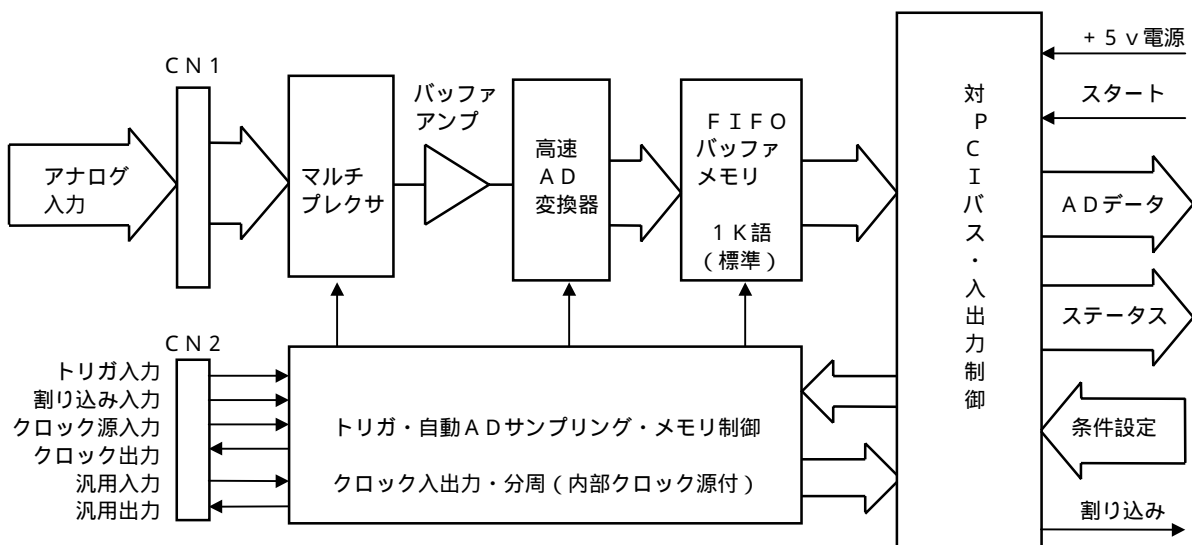 CN1
アナログ
入力
マルチ
プレクサ
バッファ
アンプ
高速
AD
変換器
FIFO
バッファ
メモリ
1K語
(標準)
対PCIバス・入出力制御
+5v電源
スタート
ADデータ
ステータス
条件設定
割り込み
CN2
トリガ入力
割り込み入力
クロック源入力
クロック出力
汎用入力
汎用出力
トリガ・自動ADサンプリング・メモリ制御
クロック入出力・分周(内部クロック源付)